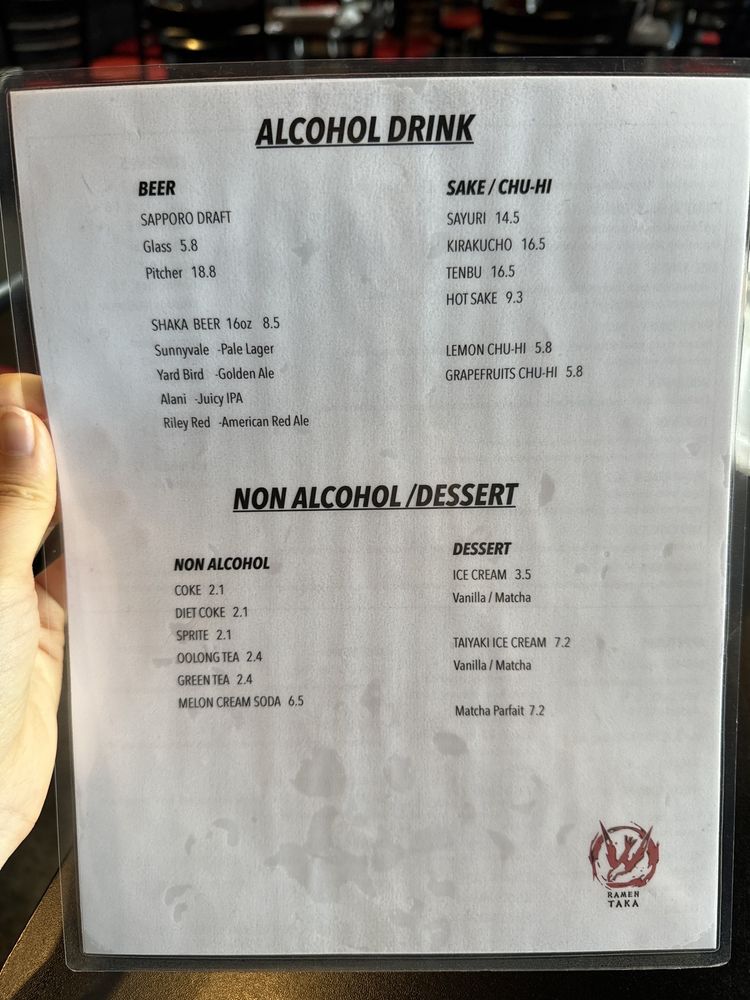 ALCOHOL DRINK
BEER
SAPPORO DRAFT
Glass 5.8
Pitcher 18.8
SHAKA BEER 16oz 8.5
Sunnyvale -Pale Lager
Yard Bird -Golden Ale
Alani -Juicy IPA
Riley Red -American Red Ale
SAKE / CHU-HI
SAYURI 14.5
KIRAKUCHO 16.5
TENBU 16.5
HOT SAKE 9.3
LEMON CHU-HI 5.8
GRAPEFRUITS CHU-HI 5.8
NON ALCOHOL /DESSERT
NON ALCOHOL
COKE 2.1
DIET COKE 2.1
SPRITE 2.1
OOLONG TEA 2.4
GREEN TEA 2.4
MELON CREAM SODA 6.5
DESSERT
ICE CREAM 3.5
Vanilla / Matcha
TAIYAKI ICE CREAM 7.2
Vanilla / Matcha
Matcha Parfait 7.2
RAMEN
TAKA